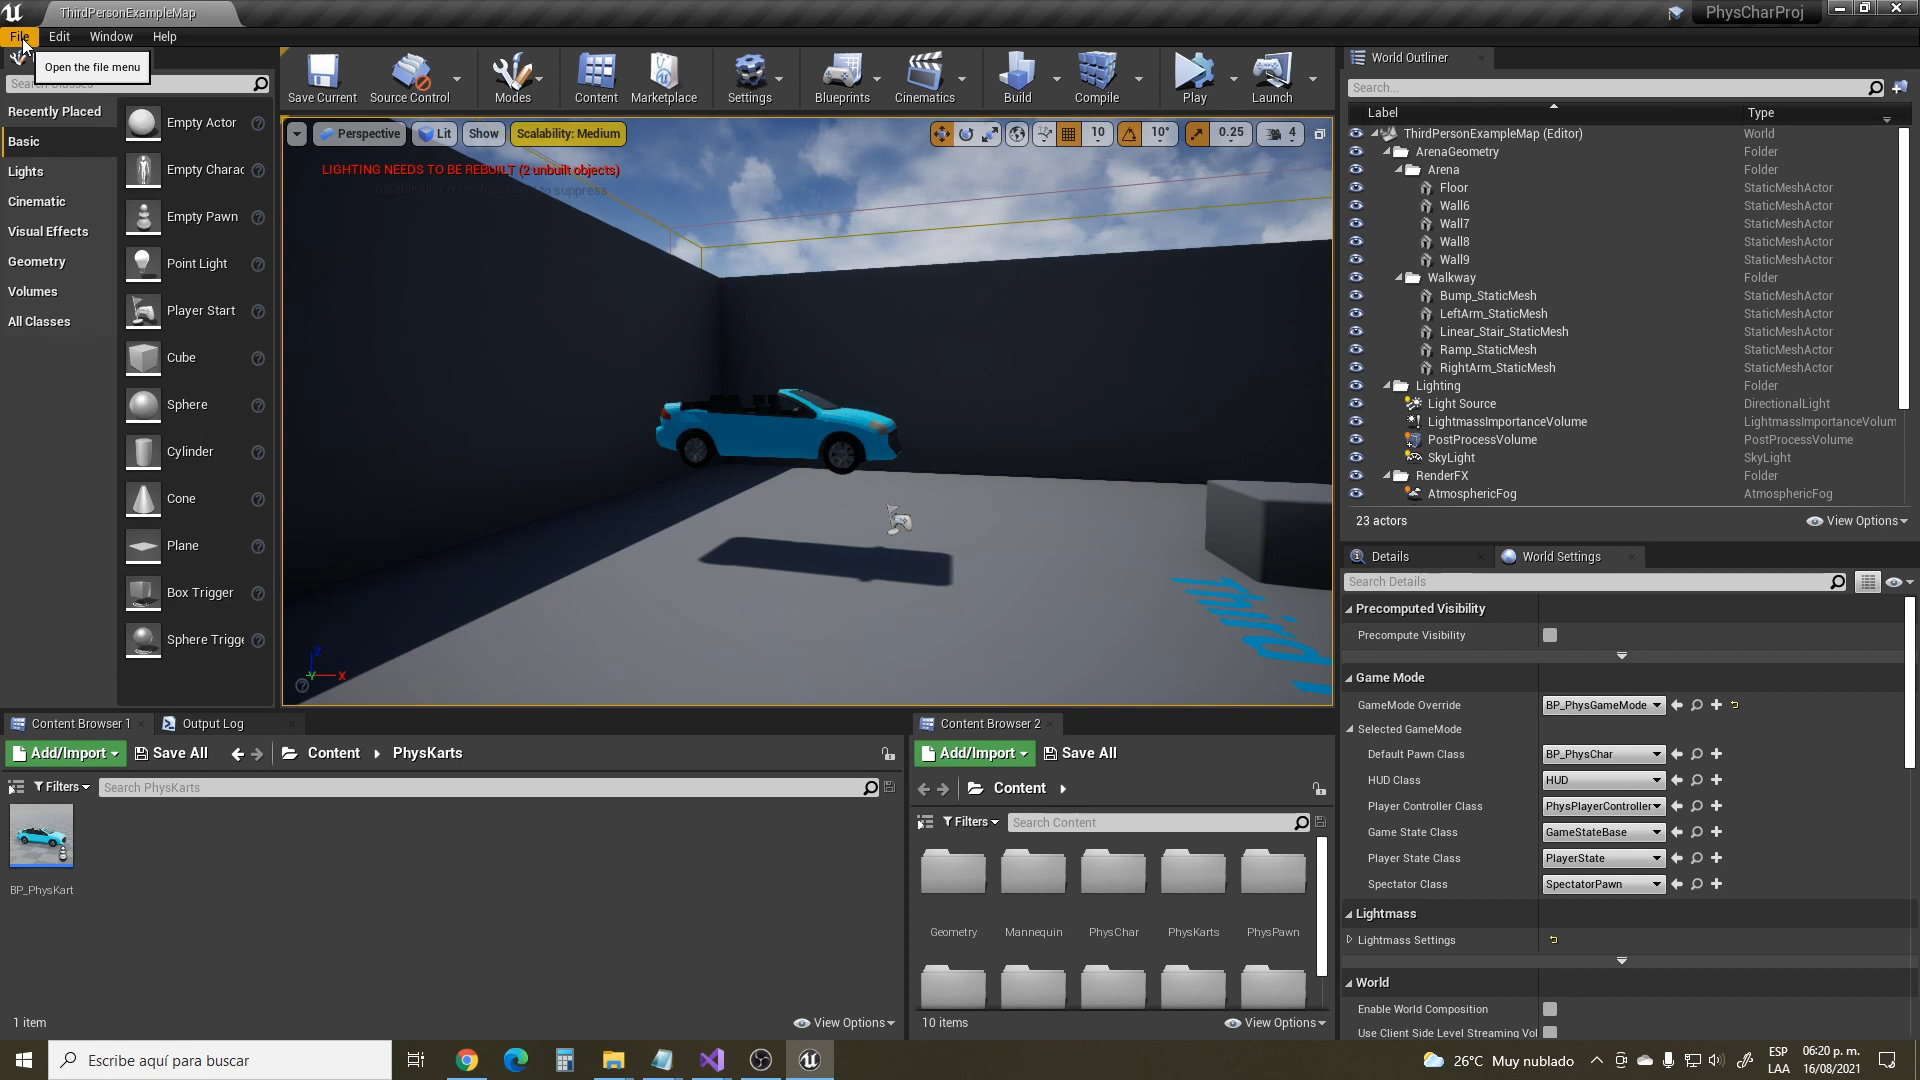 ThirdPersonExampleMap
PhysCharProj
File
Edit
Window
Help
Open the file menu
Search Classes
Recently Placed
Basic
Lights
Cinematic
Visual Effects
Geometry
Volumes
All Classes
Empty Actor
Empty Charac
Empty Pawn
Point Light
Player Start
Cube
Sphere
Cylinder
Cone
Plane
Box Trigger
Sphere Trigge
Save Current
Source Control
Modes
Content
Marketplace
Settings
Blueprints
Cinematics
Build
Compile
Play
Launch
Perspective
Lit
Show
Scalability: Medium
10
10°
0.25
4
LIGHTING NEEDS TO BE REBUILT (2 unbuilt objects)
'DisableAllScreenMessages' to suppress
Z
Y
X
World Outliner
Search...
Label
Type
ThirdPersonExampleMap (Editor)
World
ArenaGeometry
Folder
Arena
Folder
Floor
StaticMeshActor
Wall6
StaticMeshActor
Wall7
StaticMeshActor
Wall8
StaticMeshActor
Wall9
StaticMeshActor
Walkway
Folder
Bump_StaticMesh
StaticMeshActor
LeftArm_StaticMesh
StaticMeshActor
Linear_Stair_StaticMesh
StaticMeshActor
Ramp_StaticMesh
StaticMeshActor
RightArm_StaticMesh
StaticMeshActor
Lighting
Folder
Light Source
DirectionalLight
LightmassImportanceVolume
LightmassImportanceVolum
PostProcessVolume
PostProcessVolume
SkyLight
SkyLight
RenderFX
Folder
AtmosphericFog
AtmosphericFog
23 actors
View Options
Details
World Settings
Search Details
Precomputed Visibility
Precompute Visibility
Game Mode
GameMode Override
BP_PhysGameMode
Selected GameMode
Default Pawn Class
BP_PhysChar
HUD Class
HUD
Player Controller Class
PhysPlayerController
Game State Class
GameStateBase
Player State Class
PlayerState
Spectator Class
SpectatorPawn
Lightmass
Lightmass Settings
World
Enable World Composition
Use Client Side Level Streaming Vol
Content Browser 1
Output Log
Add/Import
Save All
Content
PhysKarts
Filters
Search PhysKarts
BP_PhysKart
1 item
View Options
Content Browser 2
Add/Import
Save All
Content
Filters
Search Content
Geometry
Mannequin
PhysChar
PhysKarts
PhysPawn
10 items
View Options
Escribe aquí para buscar
26°C Muy nublado
ESP
LAA
06:20 p. m.
16/08/2021